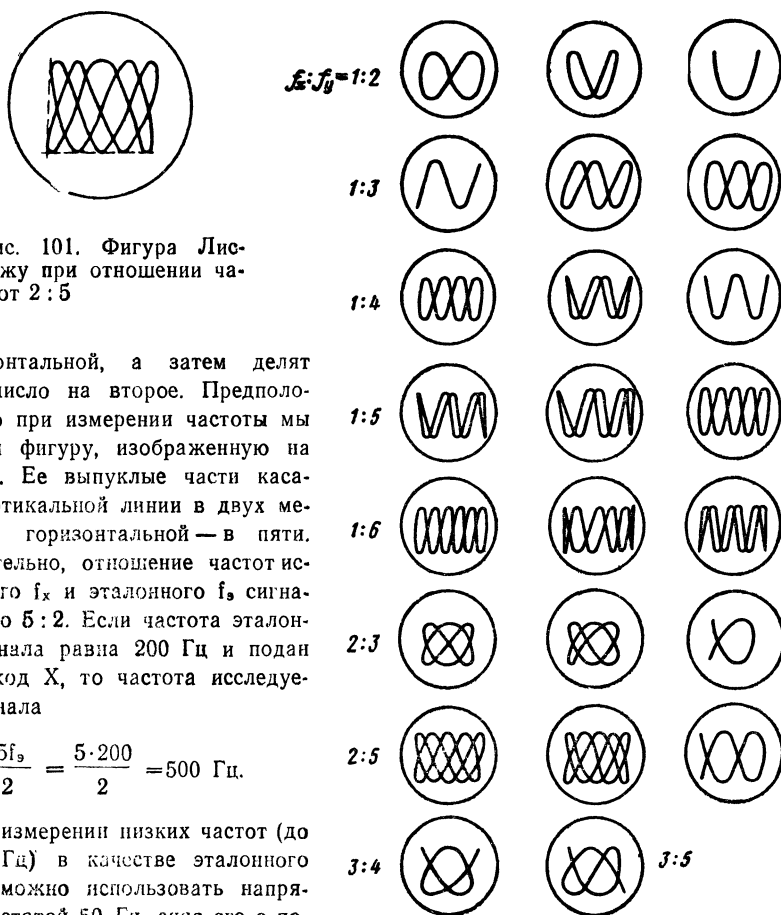 ис. 101. Фигура Лис-
жу при отношении ча-
от 2 : 5
онтальной, а затем делят
исло на второе. Предполо-
о при измерении частоты мы
и фигуру, изображенную на
. Ее выпуклые части каса-
тикальной линии в двух ме-
горизонтальной — в пяти.
тельно, отношение частот ис-
го fₓ и эталонного fэ сигна-
о 5 : 2. Если частота эталон-
нала равна 200 Гц и подан
ход X, то частота исследуе-
нала
5fэ/2 = 5·200/2 =500 Гц.
измерении низких частот (до
Гц) в качестве эталонного
можно использовать напря-
fx:fy=1:2
1:3
1:4
1:5
1:6
2:3
2:5
3:4
3:5